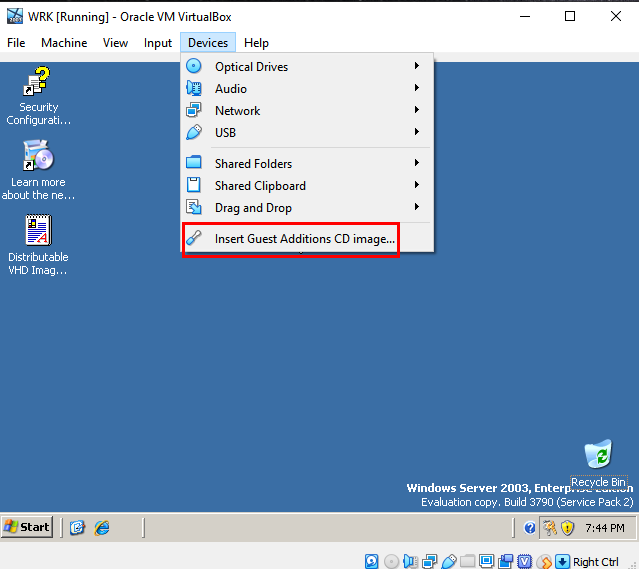 WRK [Running] - Oracle VM VirtualBox
File Machine View Input Devices Help
Optical Drives
Audio
Network
USB
Shared Folders
Shared Clipboard
Drag and Drop
Insert Guest Additions CD image...
Security
Configurati...
Learn more
about the ne...
Distributable
VHD Imag...
Recycle Bin
Windows Server 2003, Enterprise Edition
Evaluation copy. Build 3790 (Service Pack 2)
Start
7:44 PM
Right Ctrl